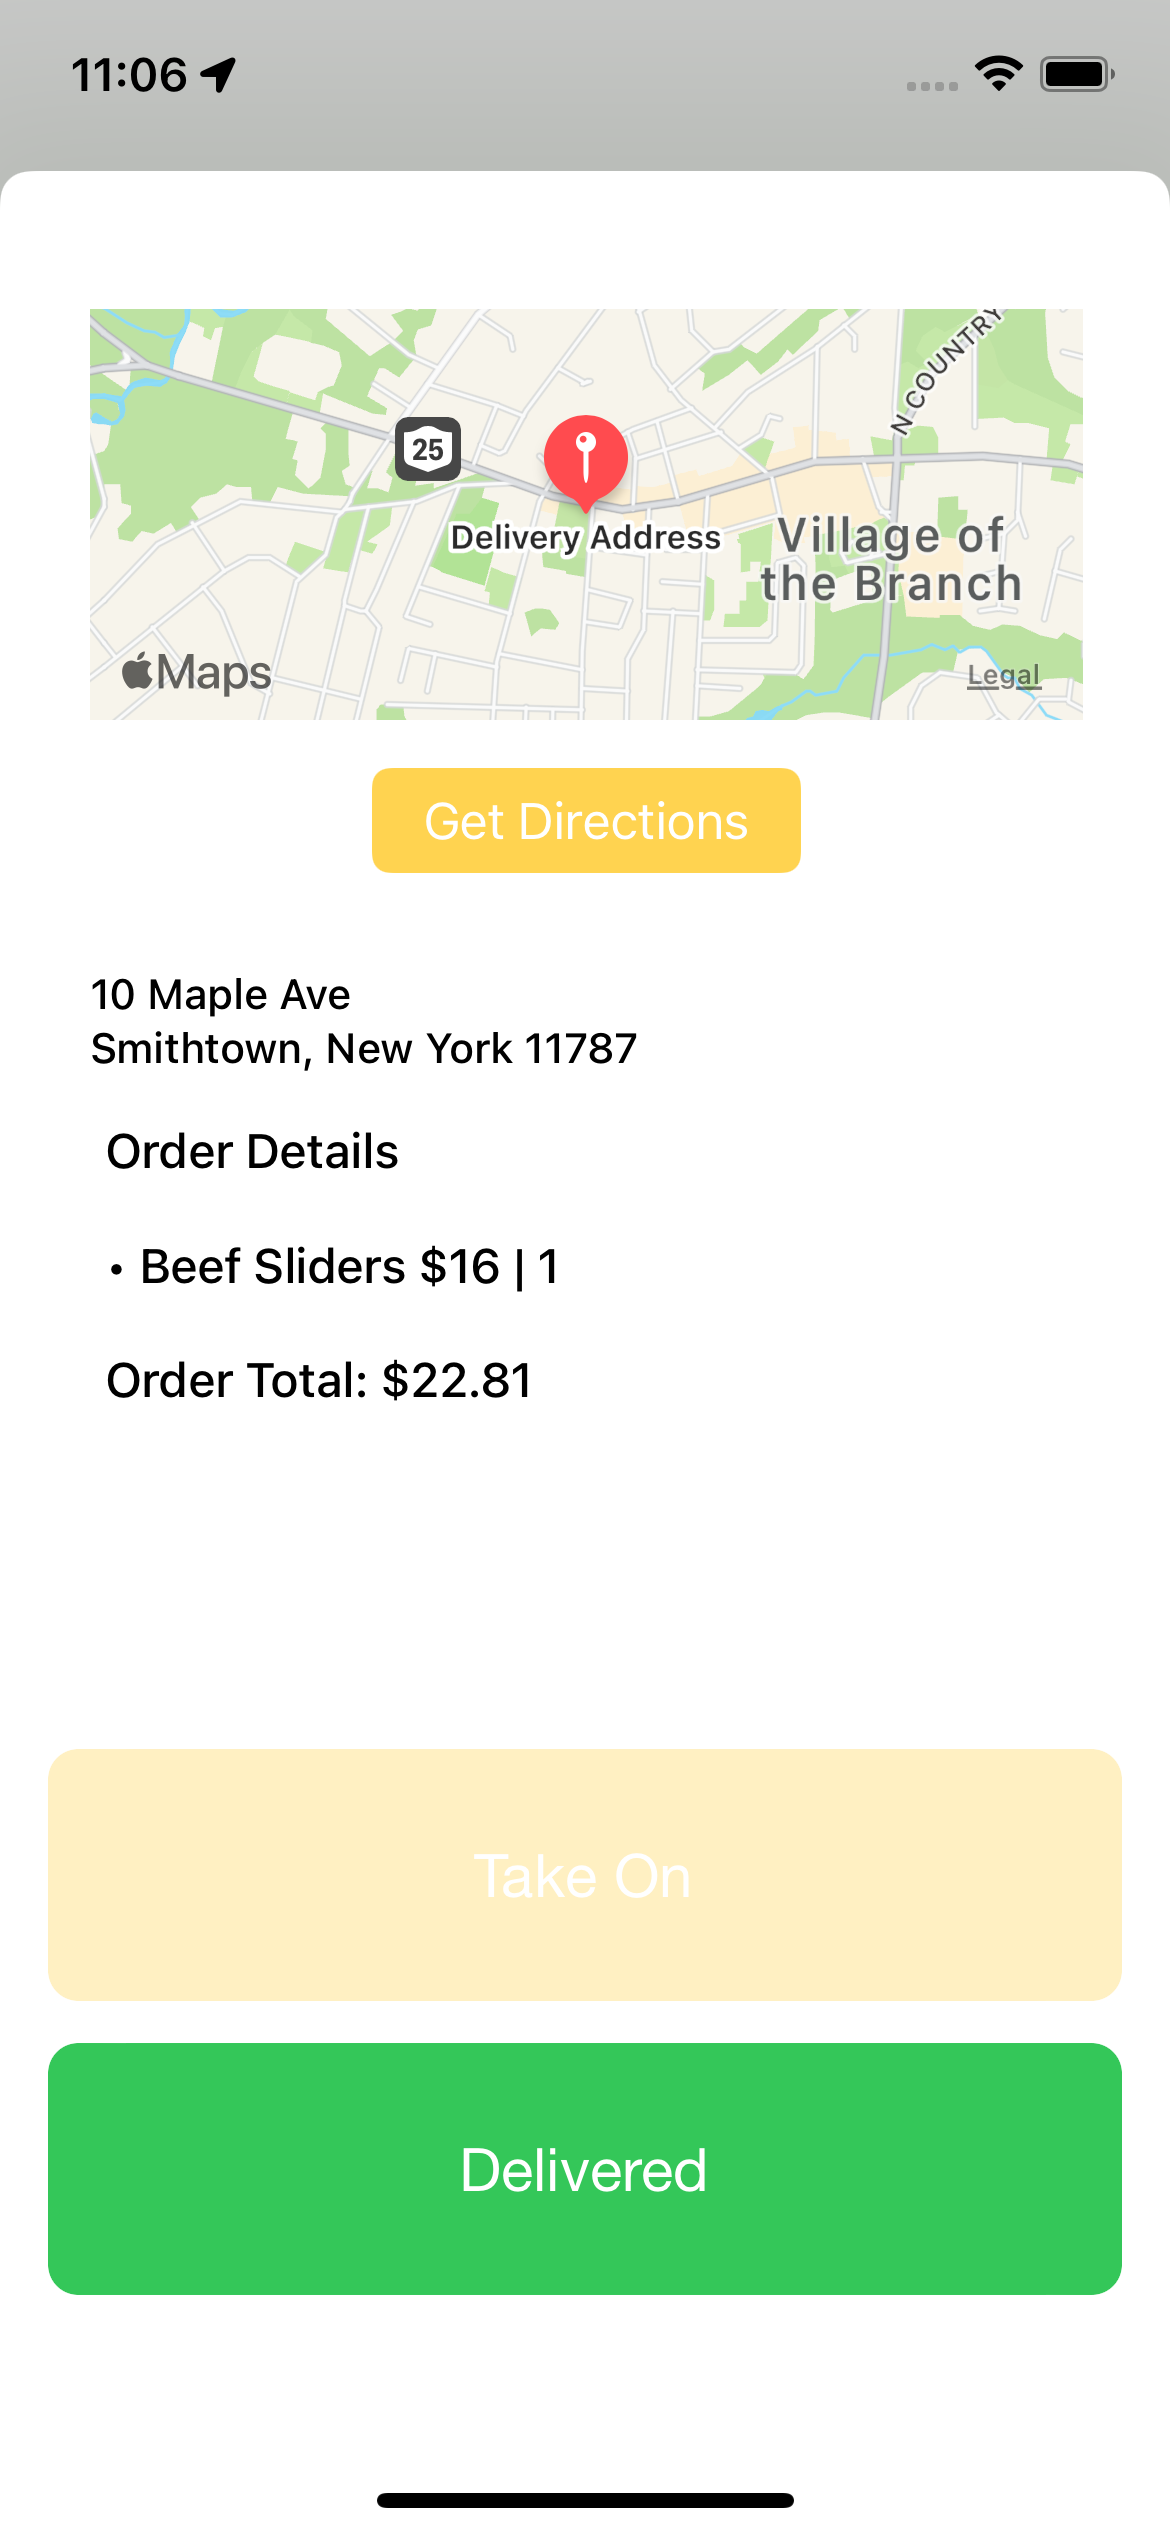 11:06
N COUNTRY
25
Delivery Address
Village of
the Branch
Maps
Legal
Get Directions
10 Maple Ave
Smithtown, New York 11787
Order Details
• Beef Sliders $16 | 1
Order Total: $22.81
Take On
Delivered